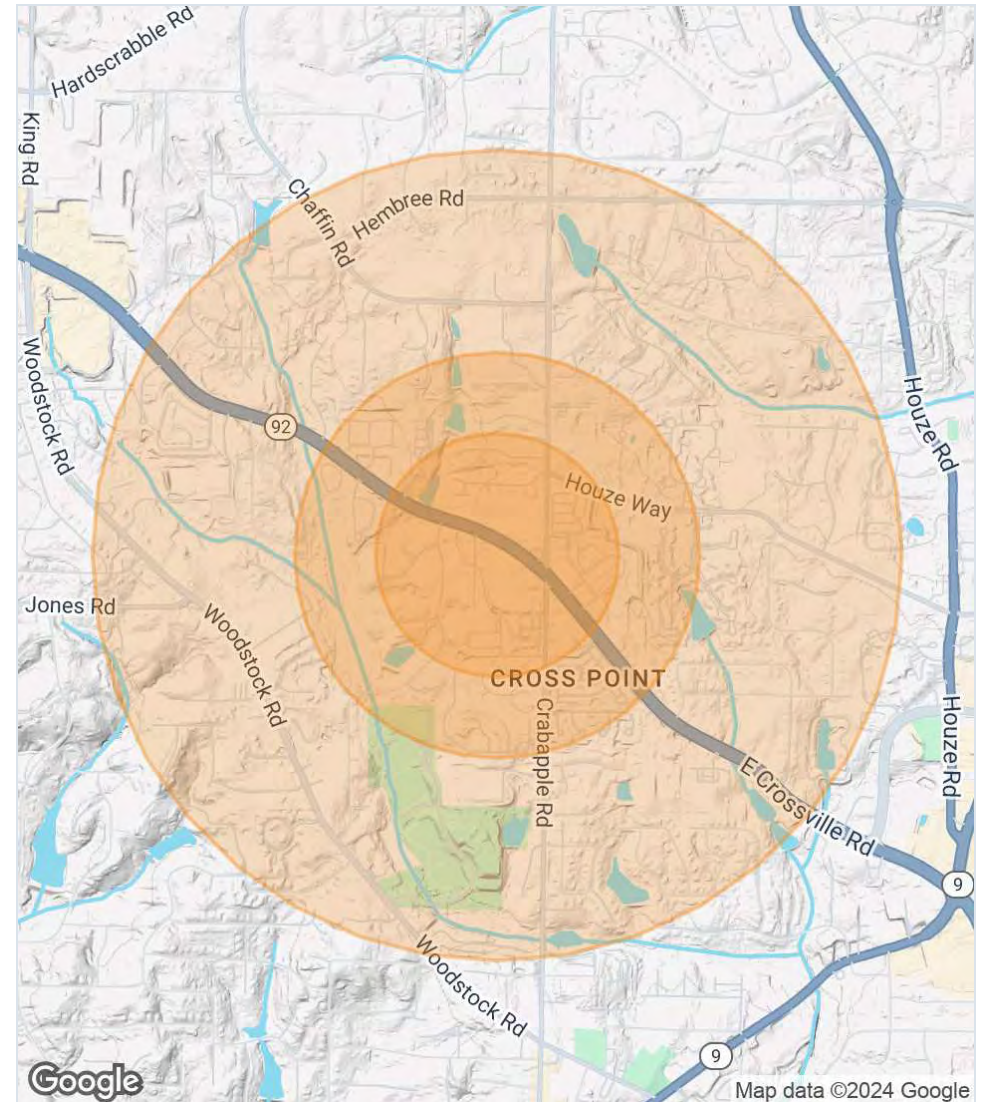 Hardscrabble Rd
King Rd
Chaffin Rd
Hembree Rd
Woodstock Rd
92
Houze Rd
Houze Way
Jones Rd
Woodstock Rd
CROSS POINT
Crabapple Rd
Houze Rd
E Crossville Rd
9
Woodstock Rd
9
Google
Map data ©2024 Google